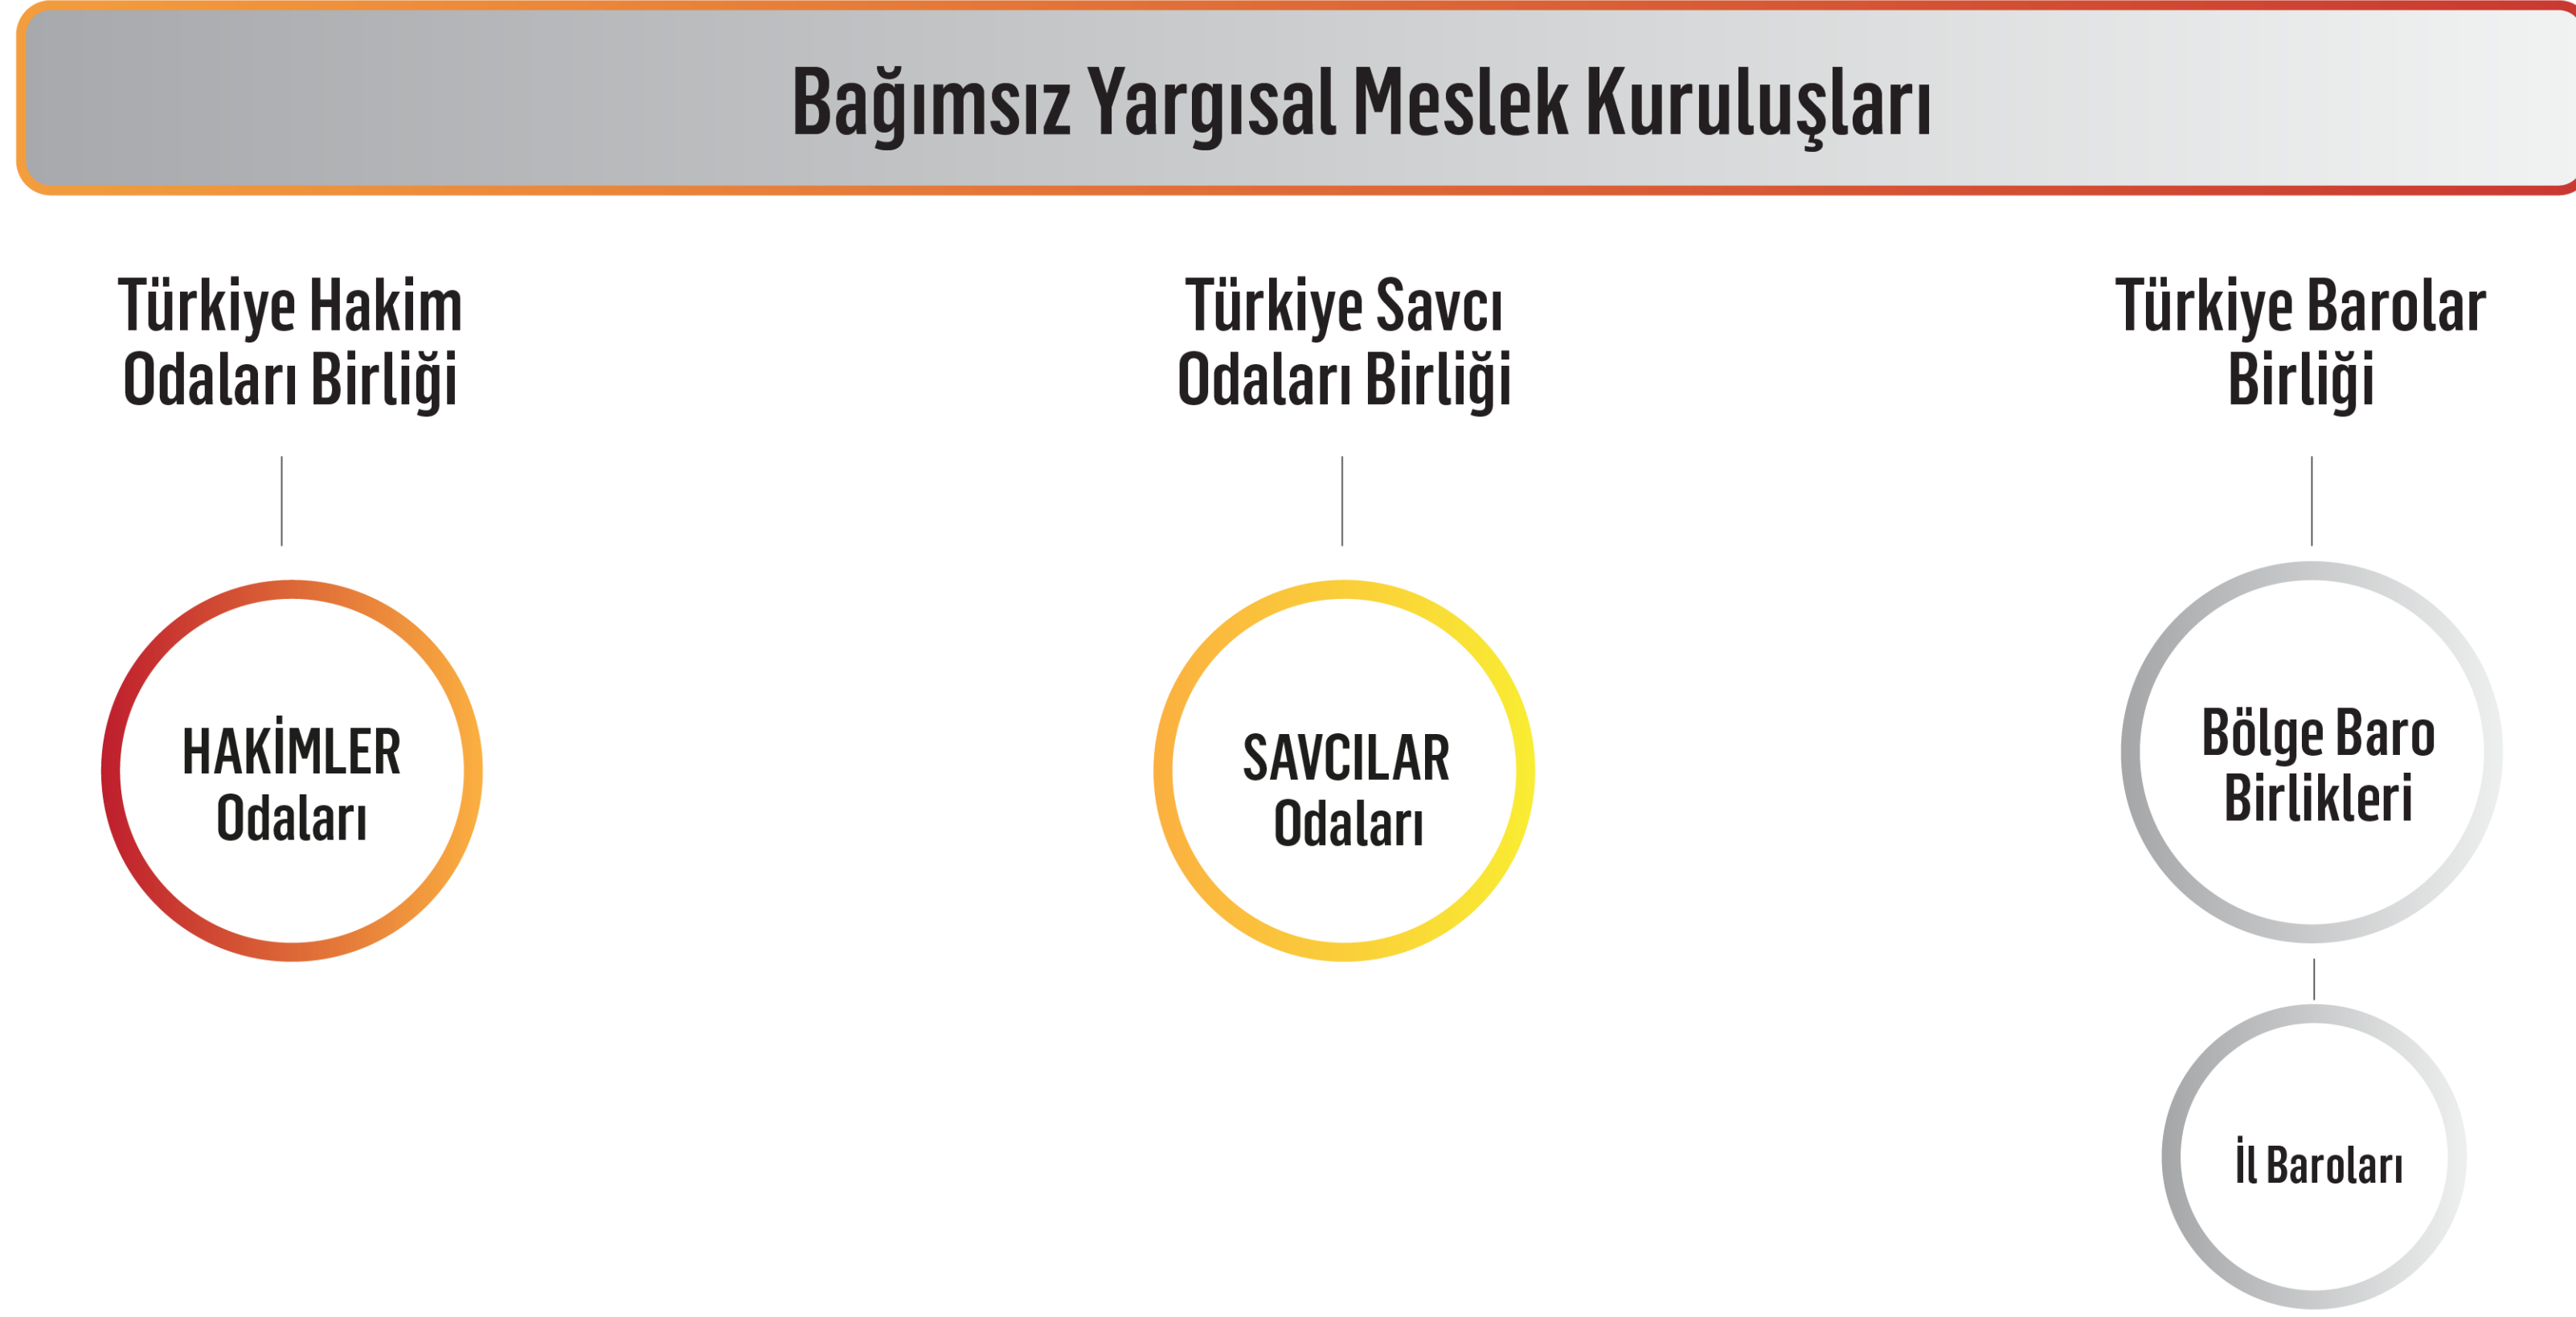 Bağımsız Yargısal Meslek Kuruluşları
Türkiye Hakim
Odaları Birliği
Türkiye Savcı
Odaları Birliği
Türkiye Barolar
Birliği
HAKİMLER
Odaları
SAVCILAR
Odaları
Bölge Baro
Birlikleri
İl Baroları